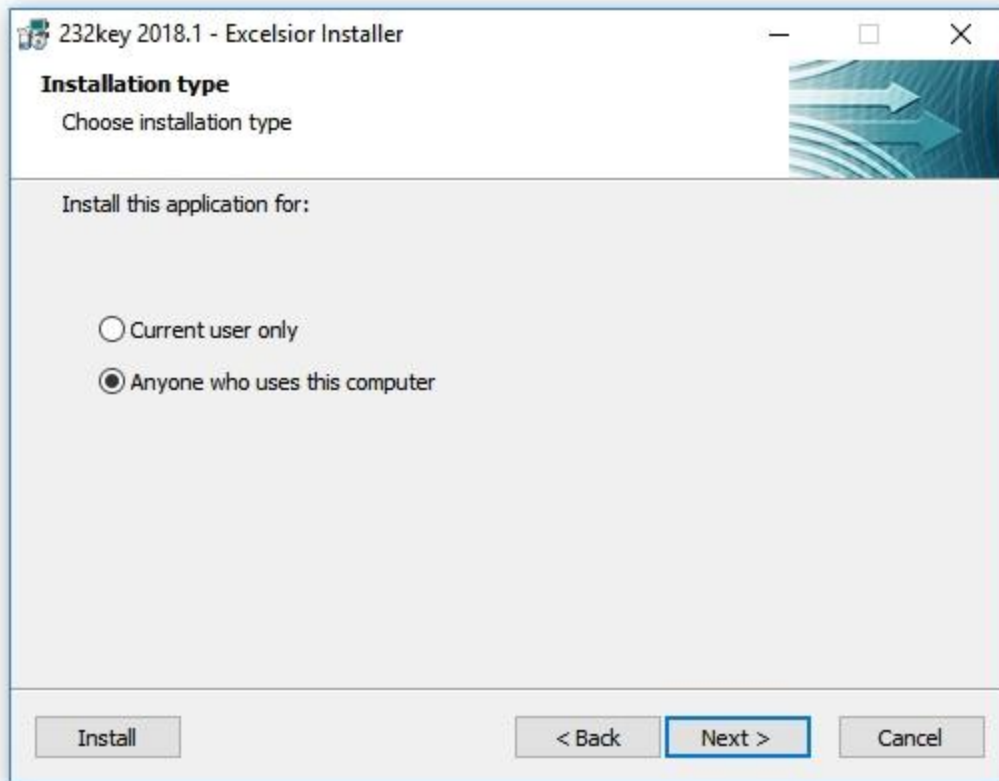 232key 2018.1 - Excelsior Installer
Installation type
Choose installation type
Install this application for:
Current user only
Anyone who uses this computer
Install
< Back
Next >
Cancel